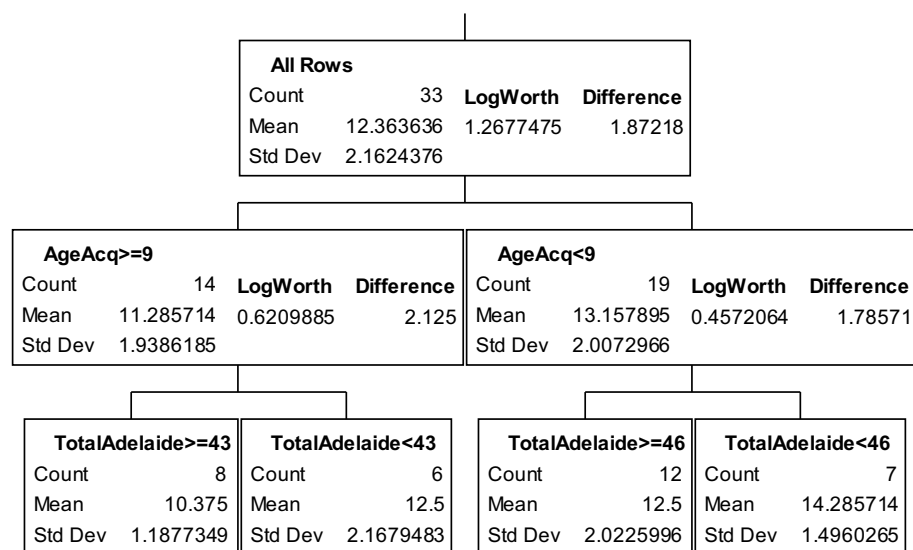 All Rows
Count 33 LogWorth Difference
Mean 12.363636 1.2677475 1.87218
Std Dev 2.1624376
AgeAcq>=9
Count 14 LogWorth Difference
Mean 11.285714 0.6209885 2.125
Std Dev 1.9386185
AgeAcq<9
Count 19 LogWorth Difference
Mean 13.157895 0.4572064 1.78571
Std Dev 2.0072966
TotalAdelaide>=43
Count 8
Mean 10.375
Std Dev 1.1877349
TotalAdelaide<43
Count 6
Mean 12.5
Std Dev 2.1679483
TotalAdelaide>=46
Count 12
Mean 12.5
Std Dev 2.0225996
TotalAdelaide<46
Count 7
Mean 14.285714
Std Dev 1.4960265